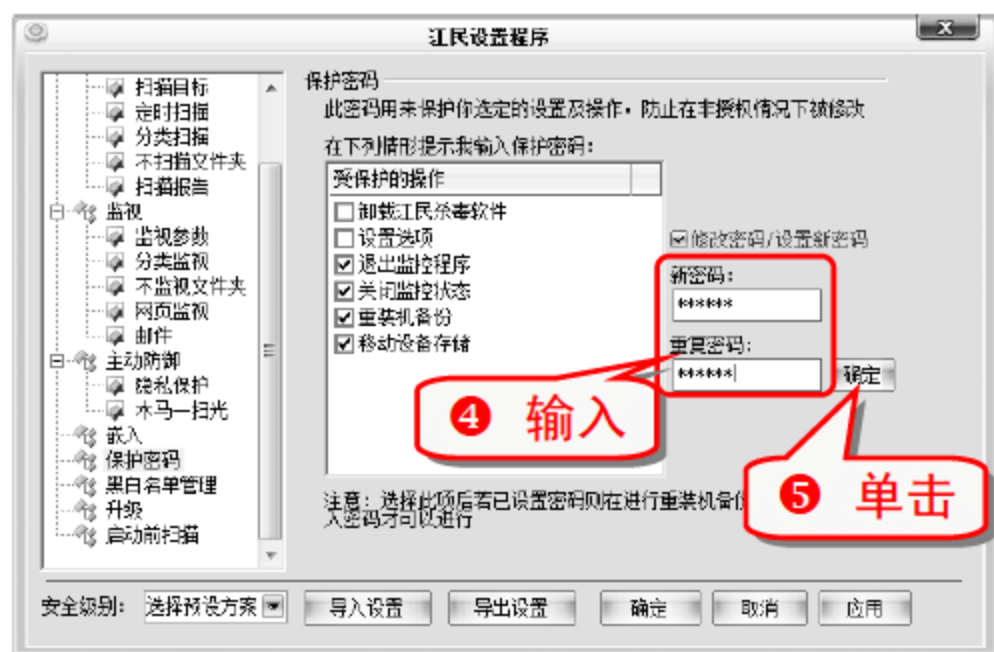 江民设置程序
扫描目标
定时扫描
分类扫描
不扫描文件夹
扫描报告
监视
监视参数
分类监视
不监视文件夹
网页监视
邮件
主动防御
隐私保护
木马一扫光
嵌入
保护密码
黑白名单管理
升级
启动前扫描
保护密码
此密码用来保护你选定的设置及操作，防止在非授权情况下被修改
在下列情形提示我输入保护密码：
受保护的操作
卸载江民杀毒软件
设置选项
退出监控程序
关闭监控状态
重装机备份
移动设备存储
修改密码/设置新密码
新密码：
******
重复密码：
******
确定
❹ 输入
❺ 单击
注意：选择此项后若已设置密码则在进行重装机备
入密码才可以进行
安全级别：
选择预设方案
导入设置
导出设置
确定
取消
应用